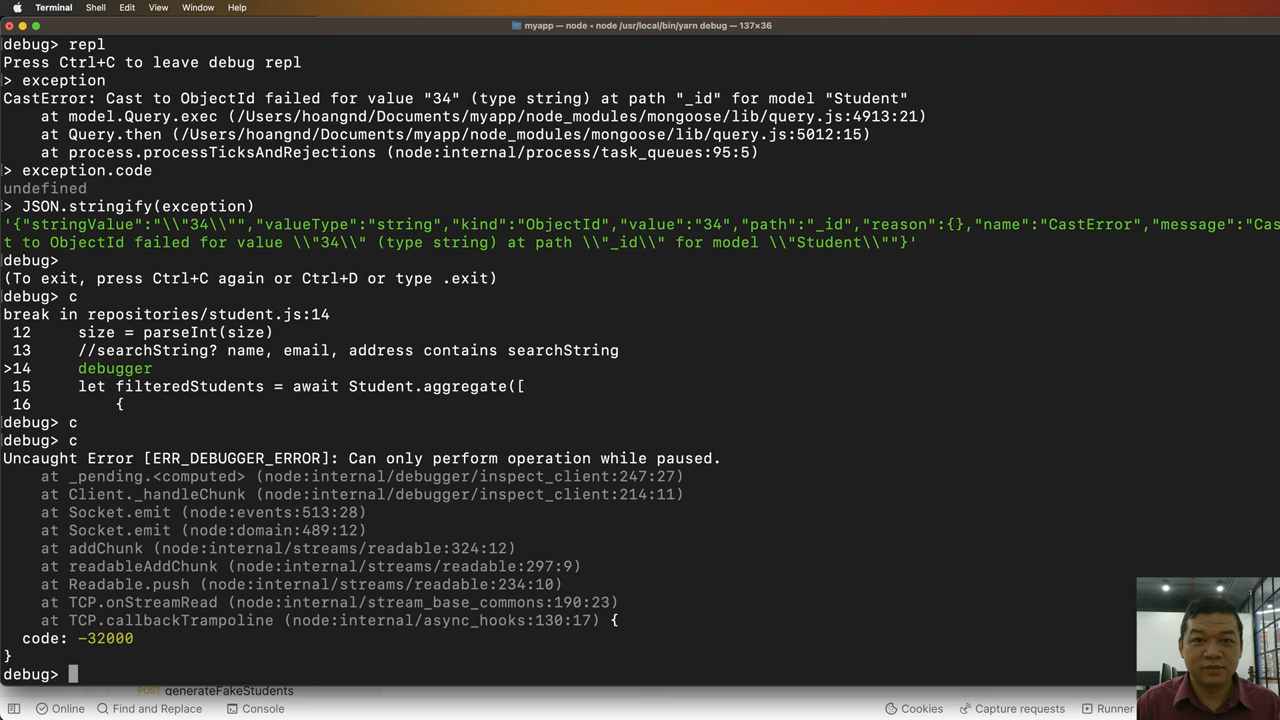 Terminal Shell Edit View Window Help
myapp — node • node /usr/local/bin/yarn debug — 137×36
debug> repl
Press Ctrl+C to leave debug repl
> exception
CastError: Cast to ObjectId failed for value "34" (type string) at path "_id" for model "Student"
    at model.Query.exec (/Users/hoangnd/Documents/myapp/node_modules/mongoose/lib/query.js:4913:21)
    at Query.then (/Users/hoangnd/Documents/myapp/node_modules/mongoose/lib/query.js:5012:15)
    at process.processTicksAndRejections (node:internal/process/task_queues:95:5)
> exception.code
undefined
> JSON.stringify(exception)
'{"stringValue":"\\"34\\"","valueType":"string","kind":"ObjectId","value":"34","path":"_id","reason":{},"name":"CastError","message":"Cas
t to ObjectId failed for value \\"34\\" (type string) at path \\"_id\\" for model \\"Student\\""}'
debug>
(To exit, press Ctrl+C again or Ctrl+D or type .exit)
debug> c
break in repositories/student.js:14
 12     size = parseInt(size)
 13     //searchString? name, email, address contains searchString
>14     debugger
 15     let filteredStudents = await Student.aggregate([
 16         {
debug> c
debug> c
Uncaught Error [ERR_DEBUGGER_ERROR]: Can only perform operation while paused.
    at _pending.<computed> (node:internal/debugger/inspect_client:247:27)
    at Client._handleChunk (node:internal/debugger/inspect_client:214:11)
    at Socket.emit (node:events:513:28)
    at Socket.emit (node:domain:489:12)
    at addChunk (node:internal/streams/readable:324:12)
    at readableAddChunk (node:internal/streams/readable:297:9)
    at Readable.push (node:internal/streams/readable:234:10)
    at TCP.onStreamRead (node:internal/stream_base_commons:190:23)
    at TCP.callbackTrampoline (node:internal/async_hooks:130:17) {
  code: -32000
}
debug>
POST generateFakeStudents
Online Find and Replace Console Cookies Capture requests Runner